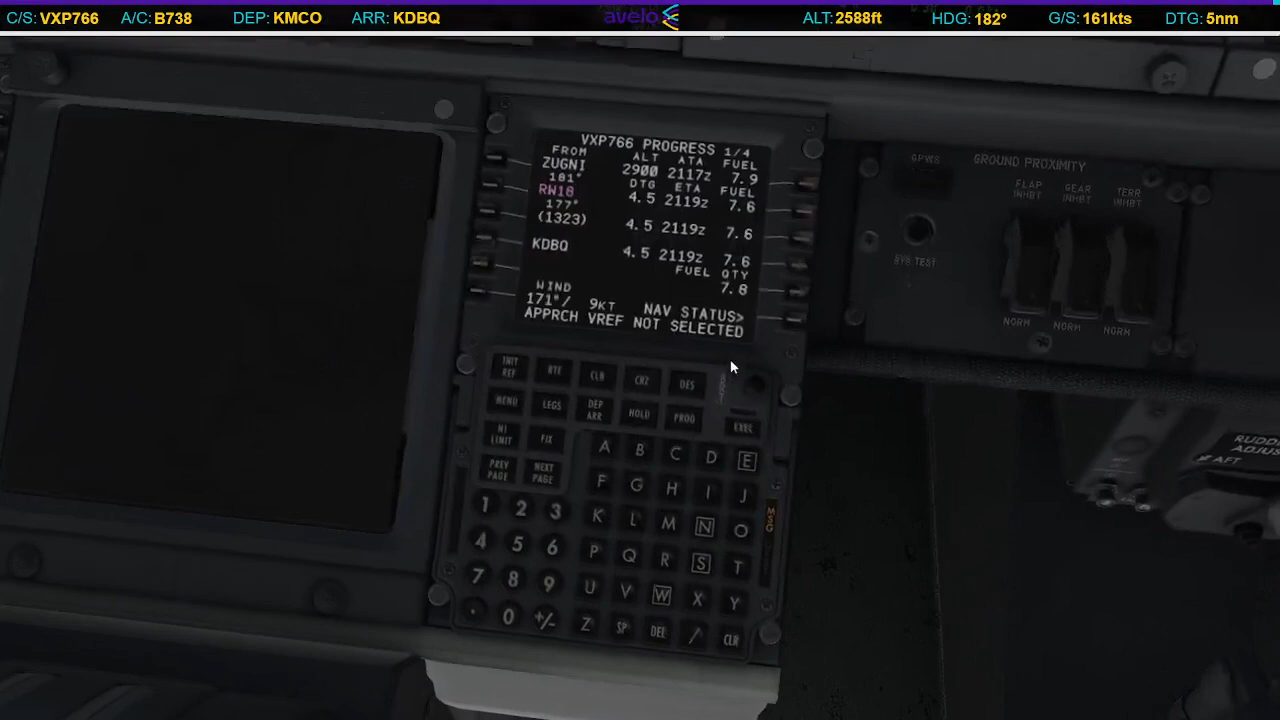 C/S: VXP766 A/C: B738 DEP: KMCO ARR: KDBQ avelo ALT: 2588ft HDG: 182° G/S: 161kts DTG: 5nm
VXP766 PROGRESS 1/4
FROM ALT ATA FUEL
ZUGNI 2900 2117z 7.9
181° DTG ETA FUEL
RW18 4.5 2119z 7.6
177°
(1323) 4.5 2119z 7.6
KDBQ 4.5 2119z 7.6
FUEL QTY
7.8
WIND
171°/ 9KT NAV STATUS>
APPRCH VREF NOT SELECTED
INIT REF RTE CLB CRZ DES
MENU LEGS DEP ARR HOLD PROG EXEC
N1 LIMIT FIX
PREV PAGE NEXT PAGE
A B C D E
F G H I J
K L M N O
P Q R S T
U V W X Y
Z SP DEL / CLR
1 2 3
4 5 6
7 8 9
. 0 +/-
MSG
GROUND PROXIMITY
FLAP INHBT GEAR INHBT TERR INHBT
SYS TEST
NORM NORM NORM
RUDD
ADJUS
AFT